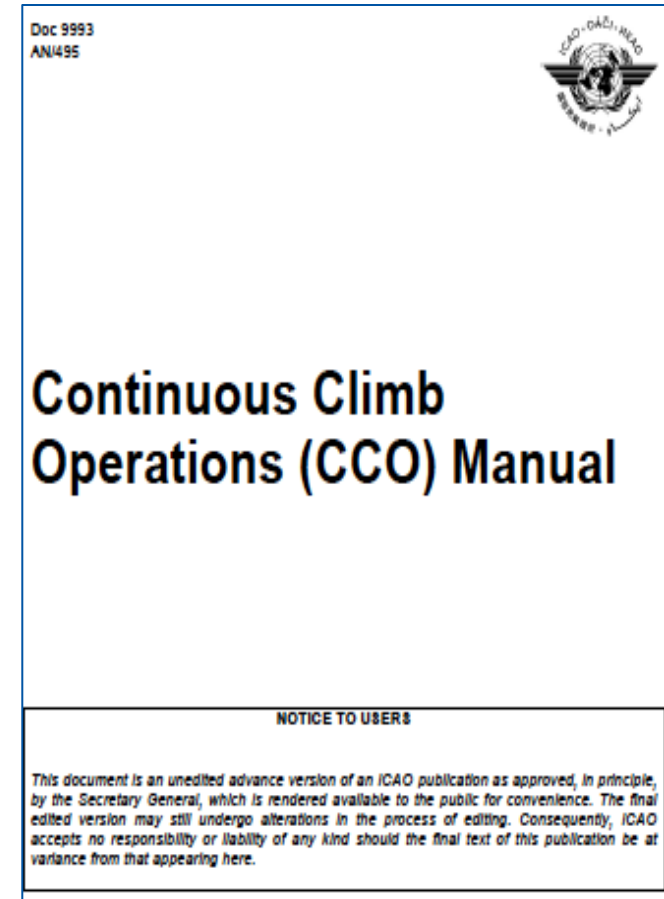 Doc 9993
AN/495
ICAO · OACI · ИКАО
Continuous Climb
Operations (CCO) Manual
NOTICE TO USERS
This document is an unedited advance version of an ICAO publication as approved, in principle,
by the Secretary General, which is rendered available to the public for convenience. The final
edited version may still undergo alterations in the process of editing. Consequently, ICAO
accepts no responsibility or liability of any kind should the final text of this publication be at
variance from that appearing here.